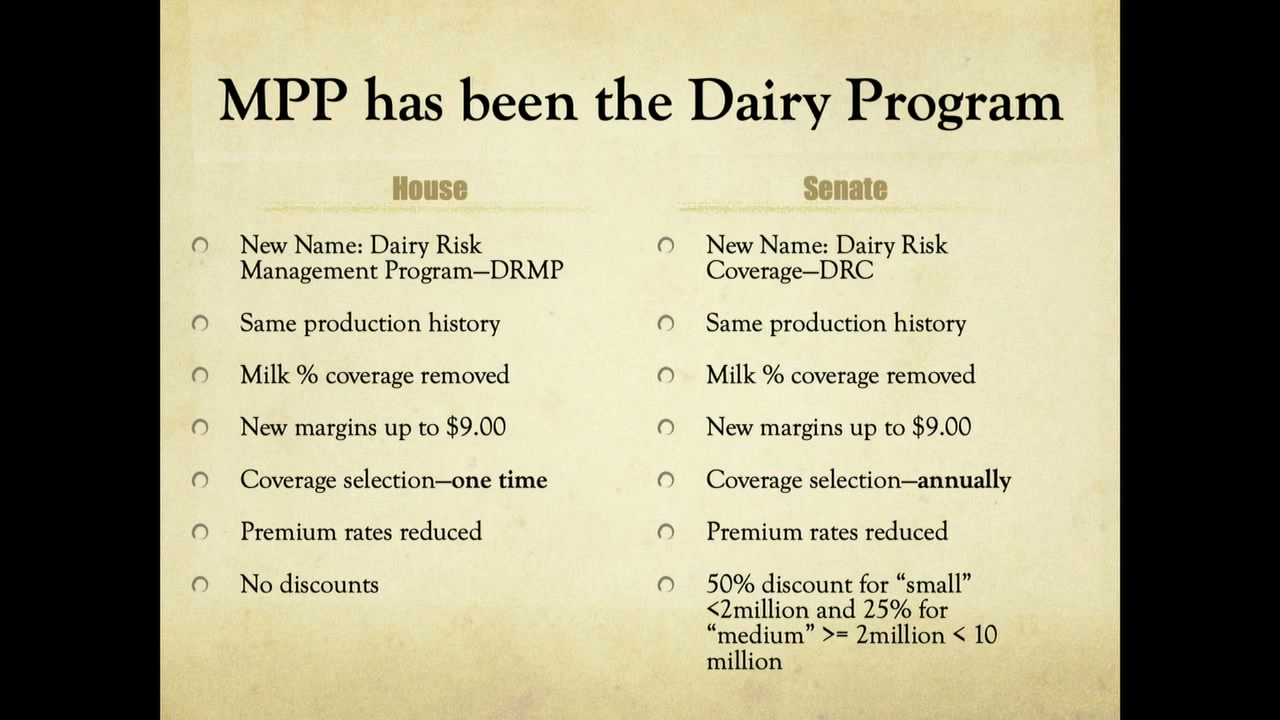 MPP has been the Dairy Program
House
New Name: Dairy Risk
Management Program—DRMP
Same production history
Milk % coverage removed
New margins up to $9.00
Coverage selection—one time
Premium rates reduced
No discounts
Senate
New Name: Dairy Risk
Coverage—DRC
Same production history
Milk % coverage removed
New margins up to $9.00
Coverage selection—annually
Premium rates reduced
50% discount for “small”
<2million and 25% for
“medium” >= 2million < 10
million